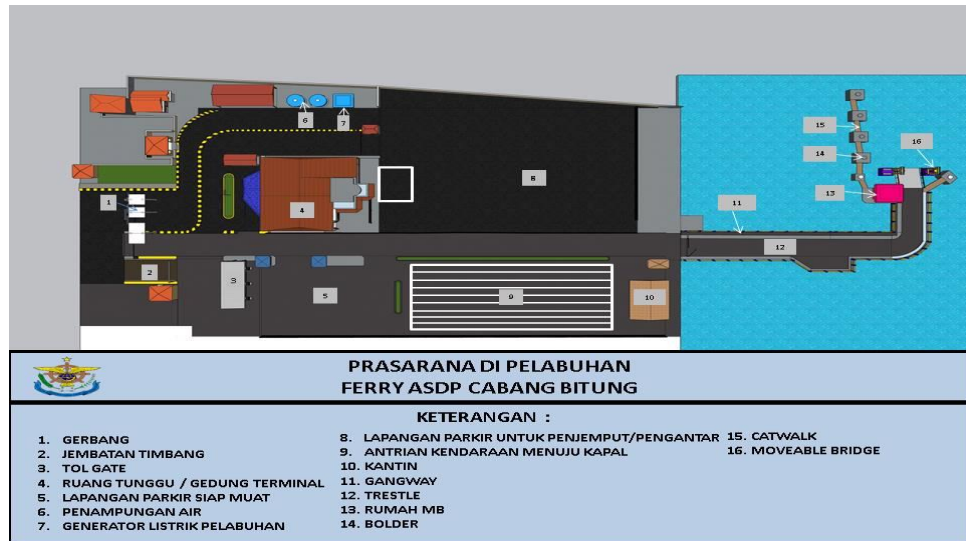 15
16
6
7
14
8
13
1
4
11
12
2
3
5
9
10
PRASARANA DI PELABUHAN
FERRY ASDP CABANG BITUNG
KETERANGAN :
1. GERBANG
2. JEMBATAN TIMBANG
3. TOL GATE
4. RUANG TUNGGU / GEDUNG TERMINAL
5. LAPANGAN PARKIR SIAP MUAT
6. PENAMPUNGAN AIR
7. GENERATOR LISTRIK PELABUHAN
8. LAPANGAN PARKIR UNTUK PENJEMPUT/PENGANTAR
9. ANTRIAN KENDARAAN MENUJU KAPAL
10. KANTIN
11. GANGWAY
12. TRESTLE
13. RUMAH MB
14. BOLDER
15. CATWALK
16. MOVEABLE BRIDGE